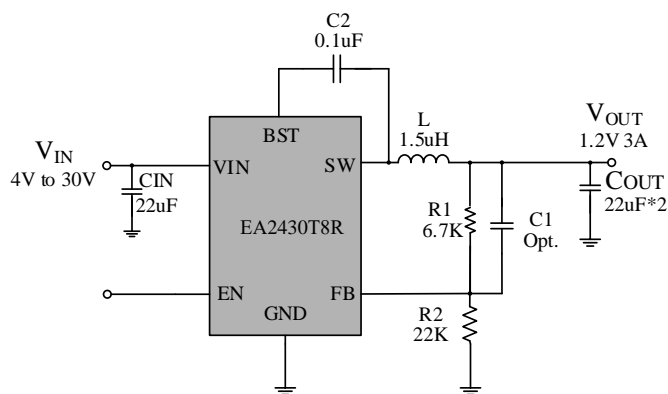 C2
0.1uF
BST
VIN
SW
EA2430T8R
EN
FB
GND
VIN
4V to 30V
CIN
22uF
L
1.5uH
VOUT
1.2V 3A
COUT
22uF*2
R1
6.7K
C1
Opt.
R2
22K